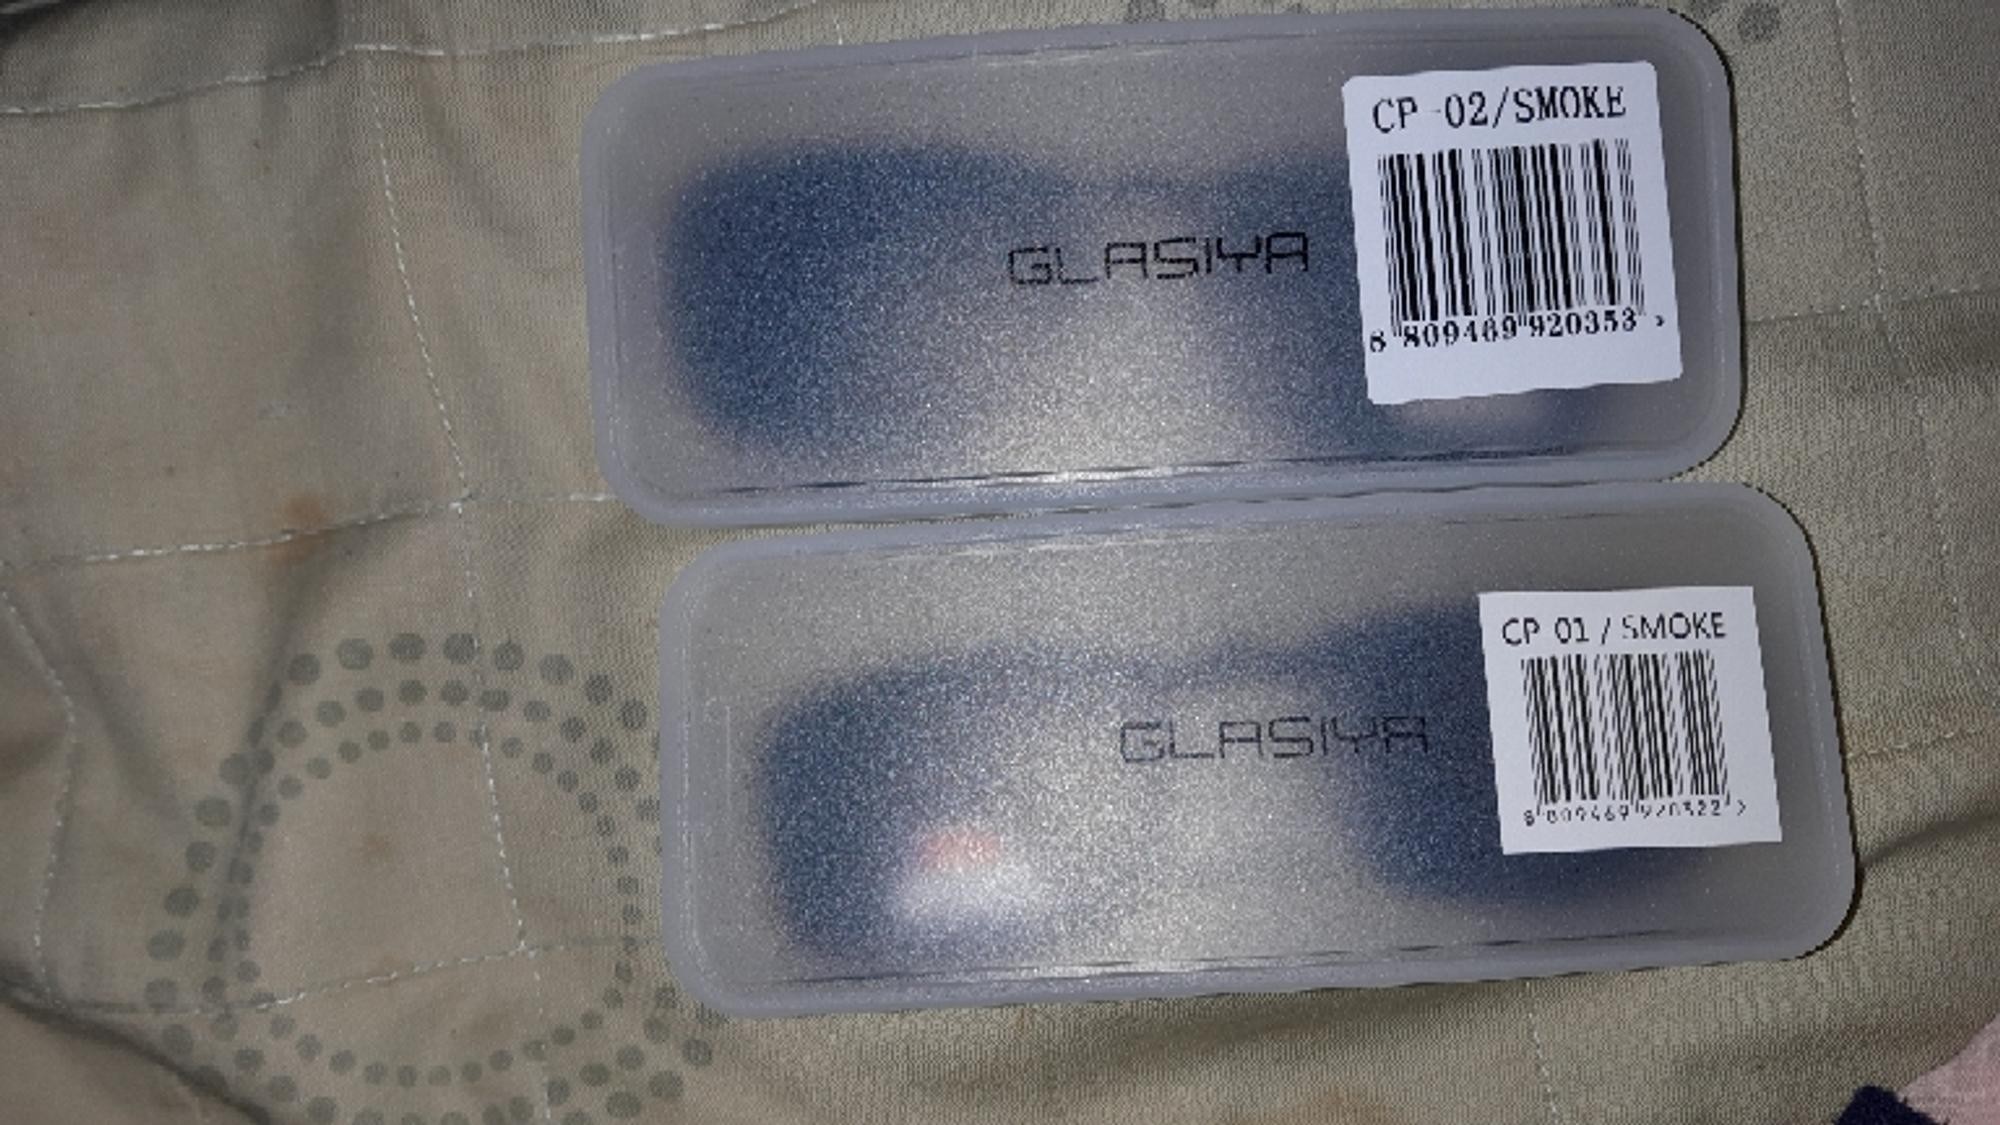 CP -02/SMOKE
GLASIYA
8 809469 920353 >
CP 01 / SMOKE
GLASIYA
8 809469 920322 >